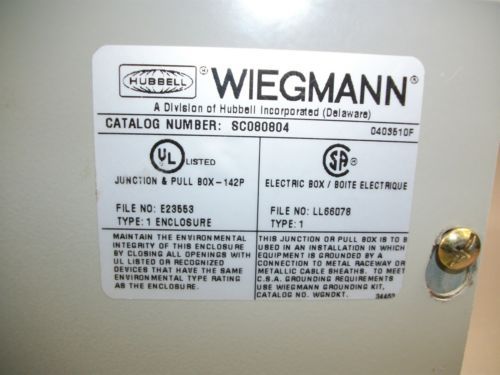 HUBBELL ® WIEGMANN®
A Division of Hubbell Incorporated (Delaware)
CATALOG NUMBER: SC080804 0403510F
UL LISTED
JUNCTION & PULL BOX-142P
FILE NO: E23553
TYPE: 1 ENCLOSURE
MAINTAIN THE ENVIRONMENTAL
INTEGRITY OF THIS ENCLOSURE
BY CLOSING ALL OPENINGS WITH
UL LISTED OR RECOGNIZED
DEVICES THAT HAVE THE SAME
ENVIRONMENTAL TYPE RATING
AS THE ENCLOSURE.
SA ®
ELECTRIC BOX / BOITE ELECTRIQUE
FILE NO: LL66078
TYPE: 1
THIS JUNCTION OR PULL BOX IS TO B
USED IN AN INSTALLATION IN WHICH
EQUIPMENT IS GROUNDED BY A
CONNECTION TO METAL RACEWAY OR
METALLIC CABLE SHEATHS. TO MEET
C.S.A. GROUNDING REQUIREMENTS
USE WIEGMANN GROUNDING KIT,
CATALOG NO. WGNDKT.